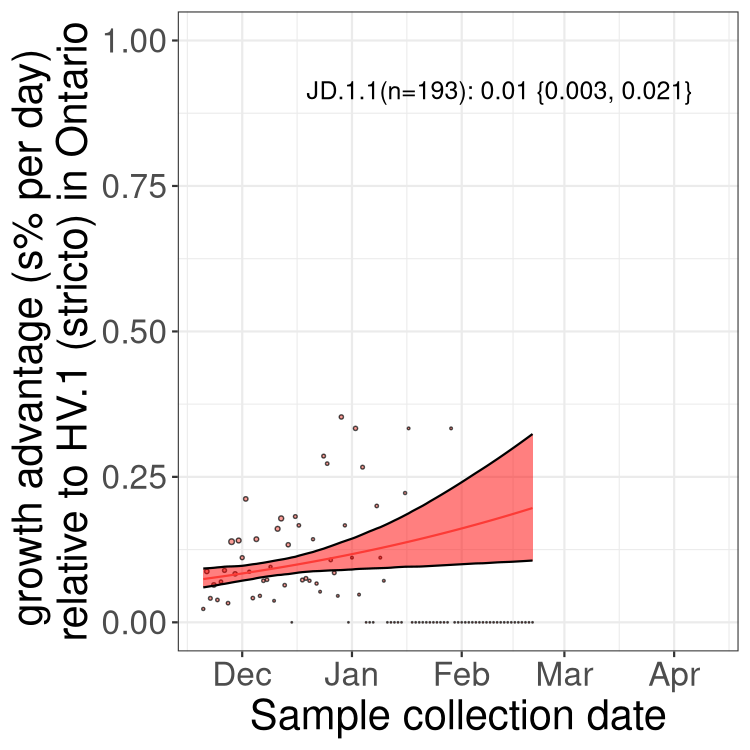 growth advantage (s% per day)
relative to HV.1 (stricto) in Ontario
1.00
0.75
0.50
0.25
0.00
JD.1.1(n=193): 0.01 {0.003, 0.021}
Dec Jan Feb Mar Apr
Sample collection date